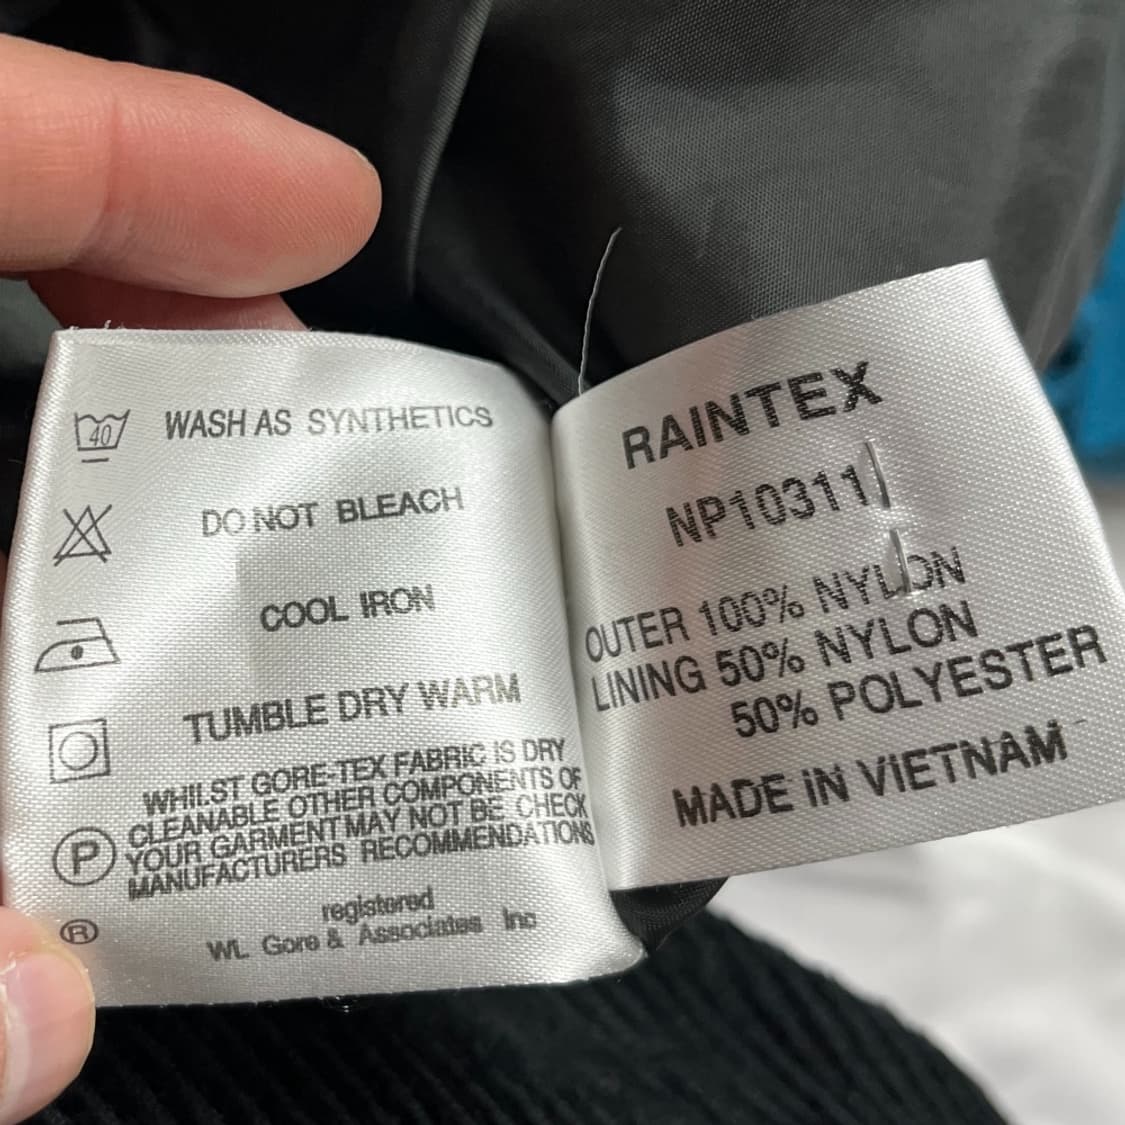 40 WASH AS SYNTHETICS
DO NOT BLEACH
COOL IRON
TUMBLE DRY WARM
WHILST GORE-TEX FABRIC IS DRY
CLEANABLE OTHER COMPONENTS OF
YOUR GARMENT MAY NOT BE. CHECK
MANUFACTURERS RECOMMENDATIONS
P
® registered
WL Gore & Associates Inc
RAINTEX
NP10311
OUTER 100% NYLON
LINING 50% NYLON
50% POLYESTER
MADE IN VIETNAM